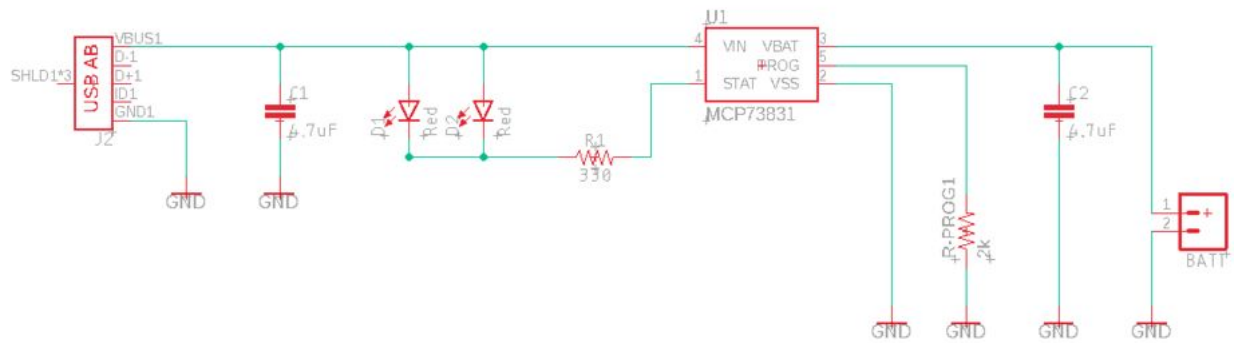 U1
VBUS1
D-1
D+1
ID1
GND1
SHLD1*3
USB AB
J2
4
VIN
VBAT
3
PROG
5
1
STAT
VSS
2
MCP73831
C1
4.7uF
D1
Red
D2
Red
R1
330
C2
4.7uF
R-PROG1
2k
1
+
2
BATT
GND
GND
GND
GND
GND
GND